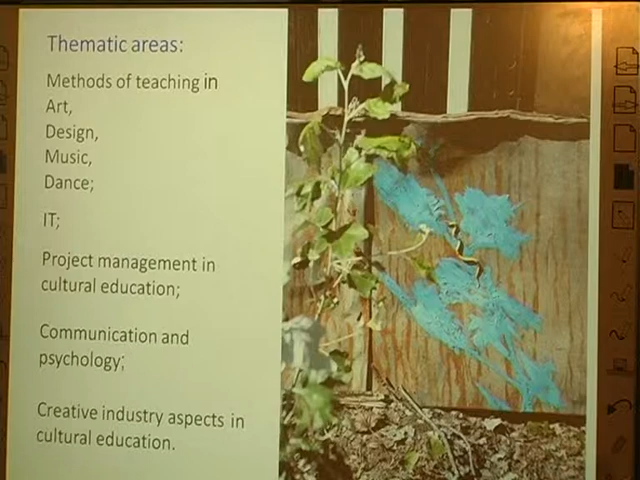 Thematic areas:
Methods of teaching in
Art,
Design,
Music,
Dance;
IT;
Project management in
cultural education;
Communication and
psychology;
Creative industry aspects in
cultural education.